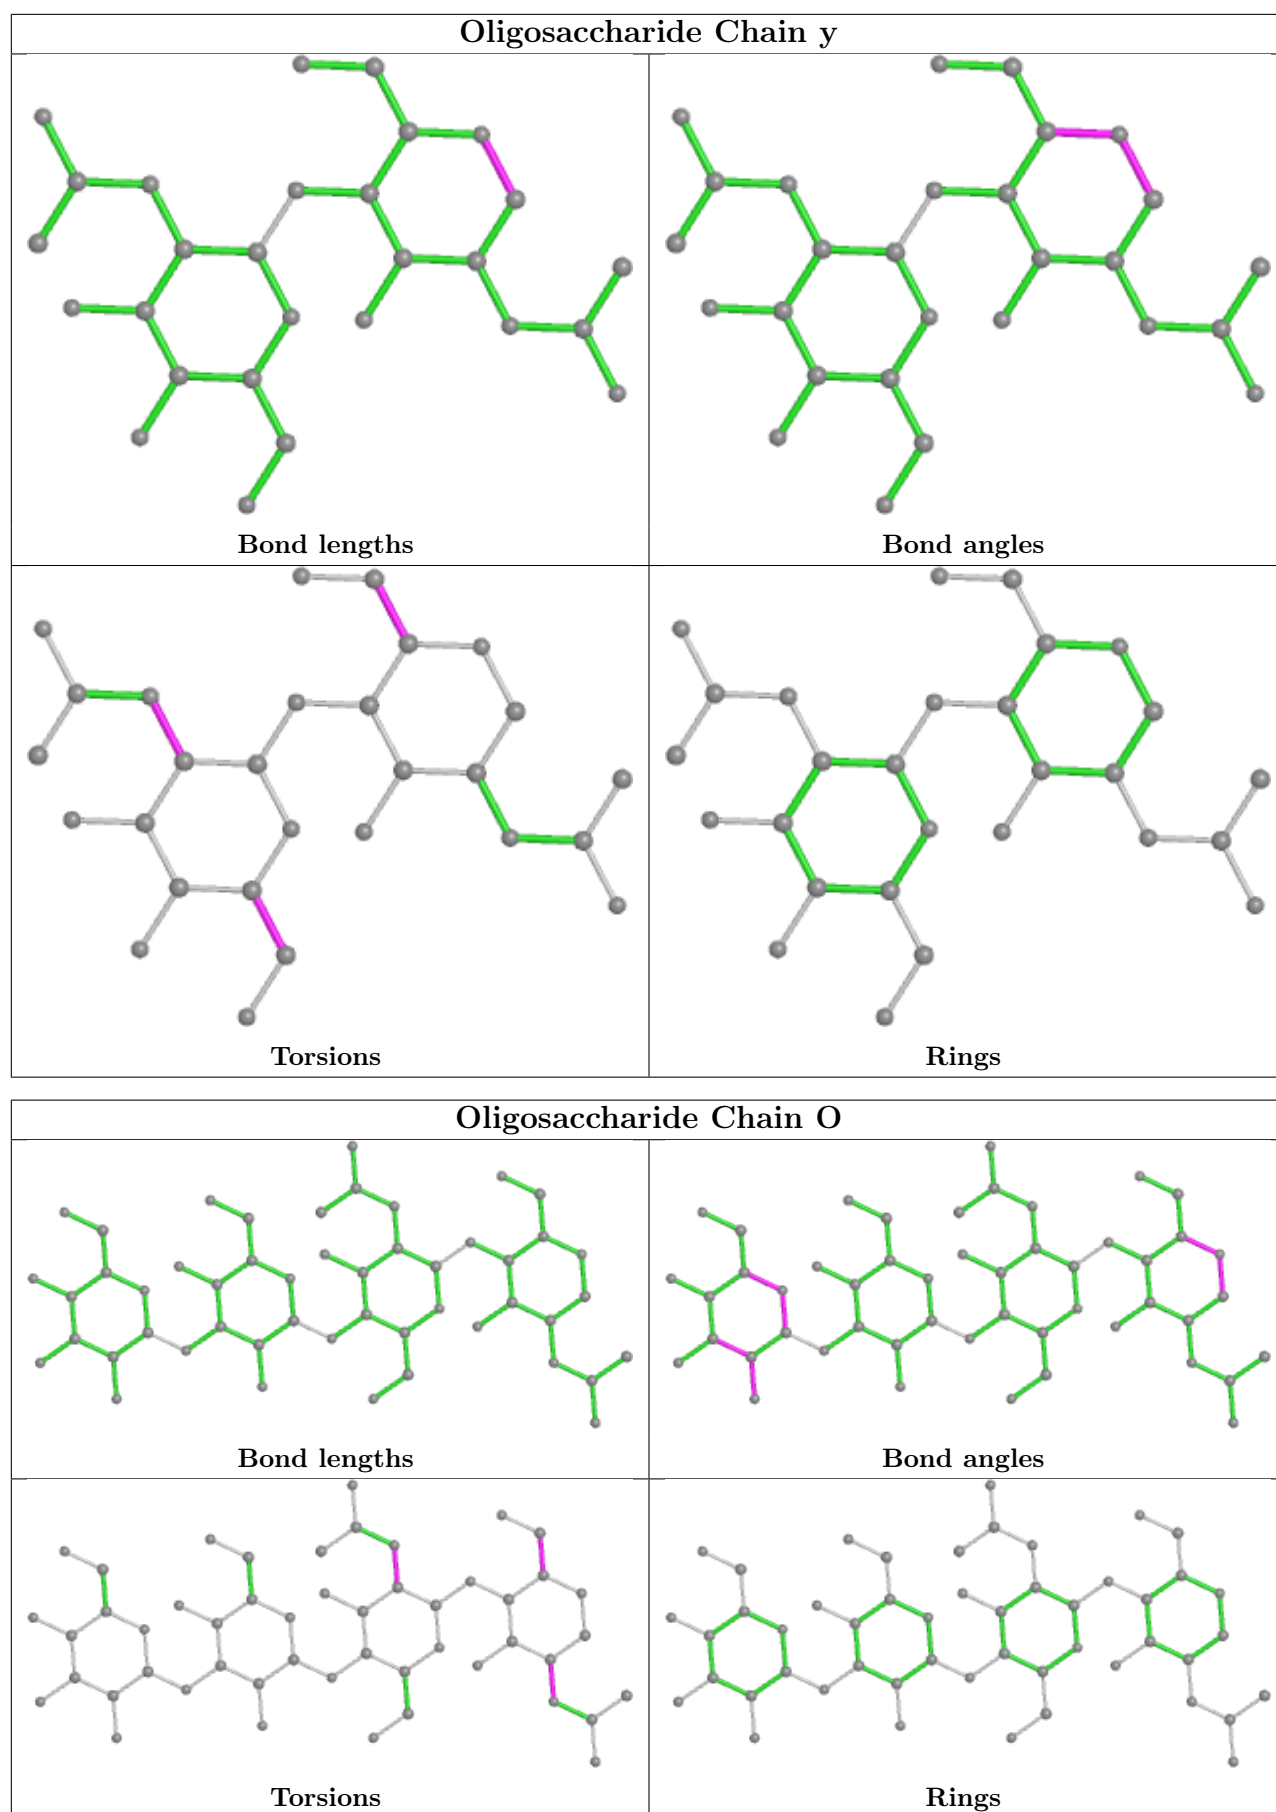 Oligosaccharide Chain y
Bond lengths
Bond angles
Torsions
Rings
Oligosaccharide Chain O
Bond lengths
Bond angles
Torsions
Rings